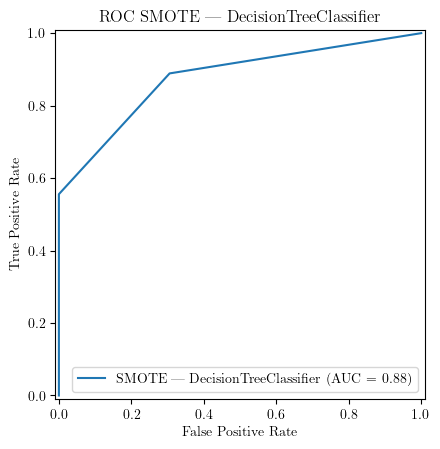 ROC SMOTE — DecisionTreeClassifier
1.0
0.8
0.6
0.4
0.2
0.0
True Positive Rate
SMOTE — DecisionTreeClassifier (AUC = 0.88)
0.0 0.2 0.4 0.6 0.8 1.0
False Positive Rate